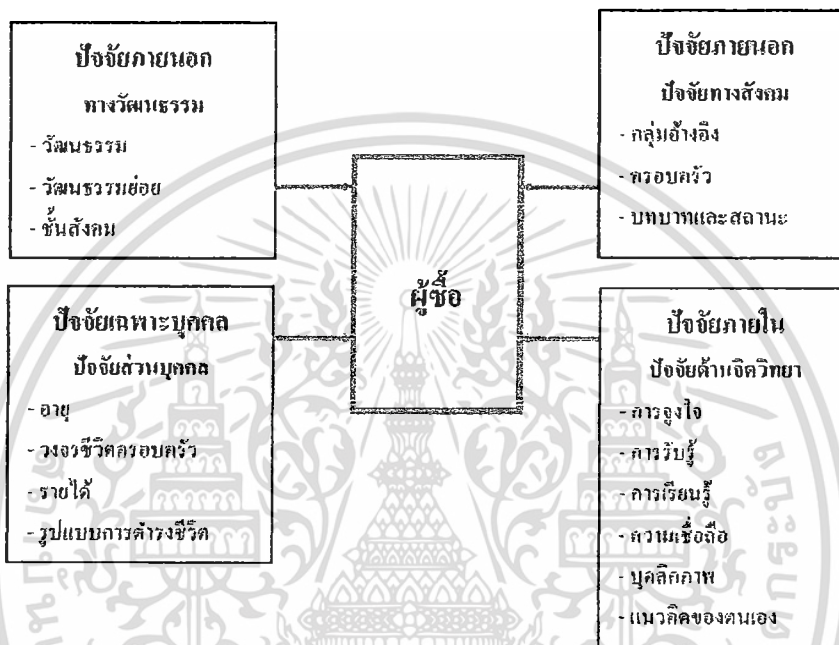 ปัจจัยภายนอก
ทางวัฒนธรรม
- วัฒนธรรม
- วัฒนธรรมย่อย
- ชั้นสังคม
ปัจจัยภายนอก
ปัจจัยทางสังคม
- กลุ่มอ้างอิง
- ครอบครัว
- บทบาทและสถานะ
ผู้ซื้อ
ปัจจัยเฉพาะบุคคล
ปัจจัยส่วนบุคคล
- อายุ
- วงจรชีวิตครอบครัว
- รายได้
- รูปแบบการดำรงชีวิต
ปัจจัยภายใน
ปัจจัยด้านจิตวิทยา
- การจูงใจ
- การรับรู้
- การเรียนรู้
- ความเชื่อถือ
- บุคลิกภาพ
- แนวคิดของตนเอง